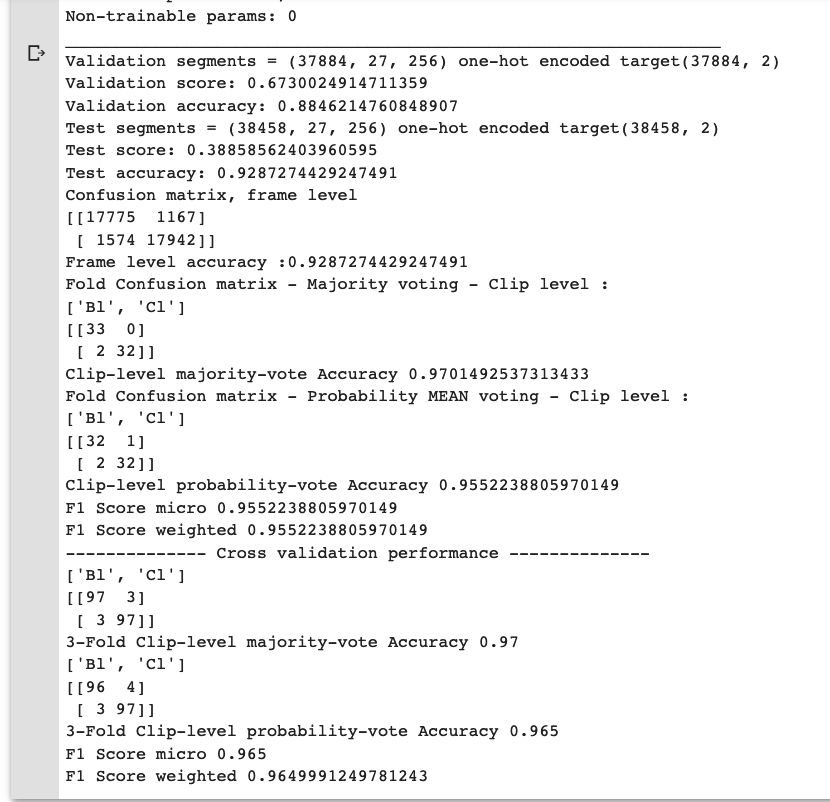 Non-trainable params: 0
_________________________________________________________________
Validation segments = (37884, 27, 256) one-hot encoded target(37884, 2)
Validation score: 0.6730024914711359
Validation accuracy: 0.8846214760848907
Test segments = (38458, 27, 256) one-hot encoded target(38458, 2)
Test score: 0.38858562403960595
Test accuracy: 0.9287274429247491
Confusion matrix, frame level
[[17775  1167]
 [ 1574 17942]]
Frame level accuracy :0.9287274429247491
Fold Confusion matrix - Majority voting - Clip level :
['Bl', 'Cl']
[[33  0]
 [ 2 32]]
Clip-level majority-vote Accuracy 0.9701492537313433
Fold Confusion matrix - Probability MEAN voting - Clip level :
['Bl', 'Cl']
[[32  1]
 [ 2 32]]
Clip-level probability-vote Accuracy 0.9552238805970149
F1 Score micro 0.9552238805970149
F1 Score weighted 0.9552238805970149
-------------- Cross validation performance --------------
['Bl', 'Cl']
[[97  3]
 [ 3 97]]
3-Fold Clip-level majority-vote Accuracy 0.97
['Bl', 'Cl']
[[96  4]
 [ 3 97]]
3-Fold Clip-level probability-vote Accuracy 0.965
F1 Score micro 0.965
F1 Score weighted 0.9649991249781243